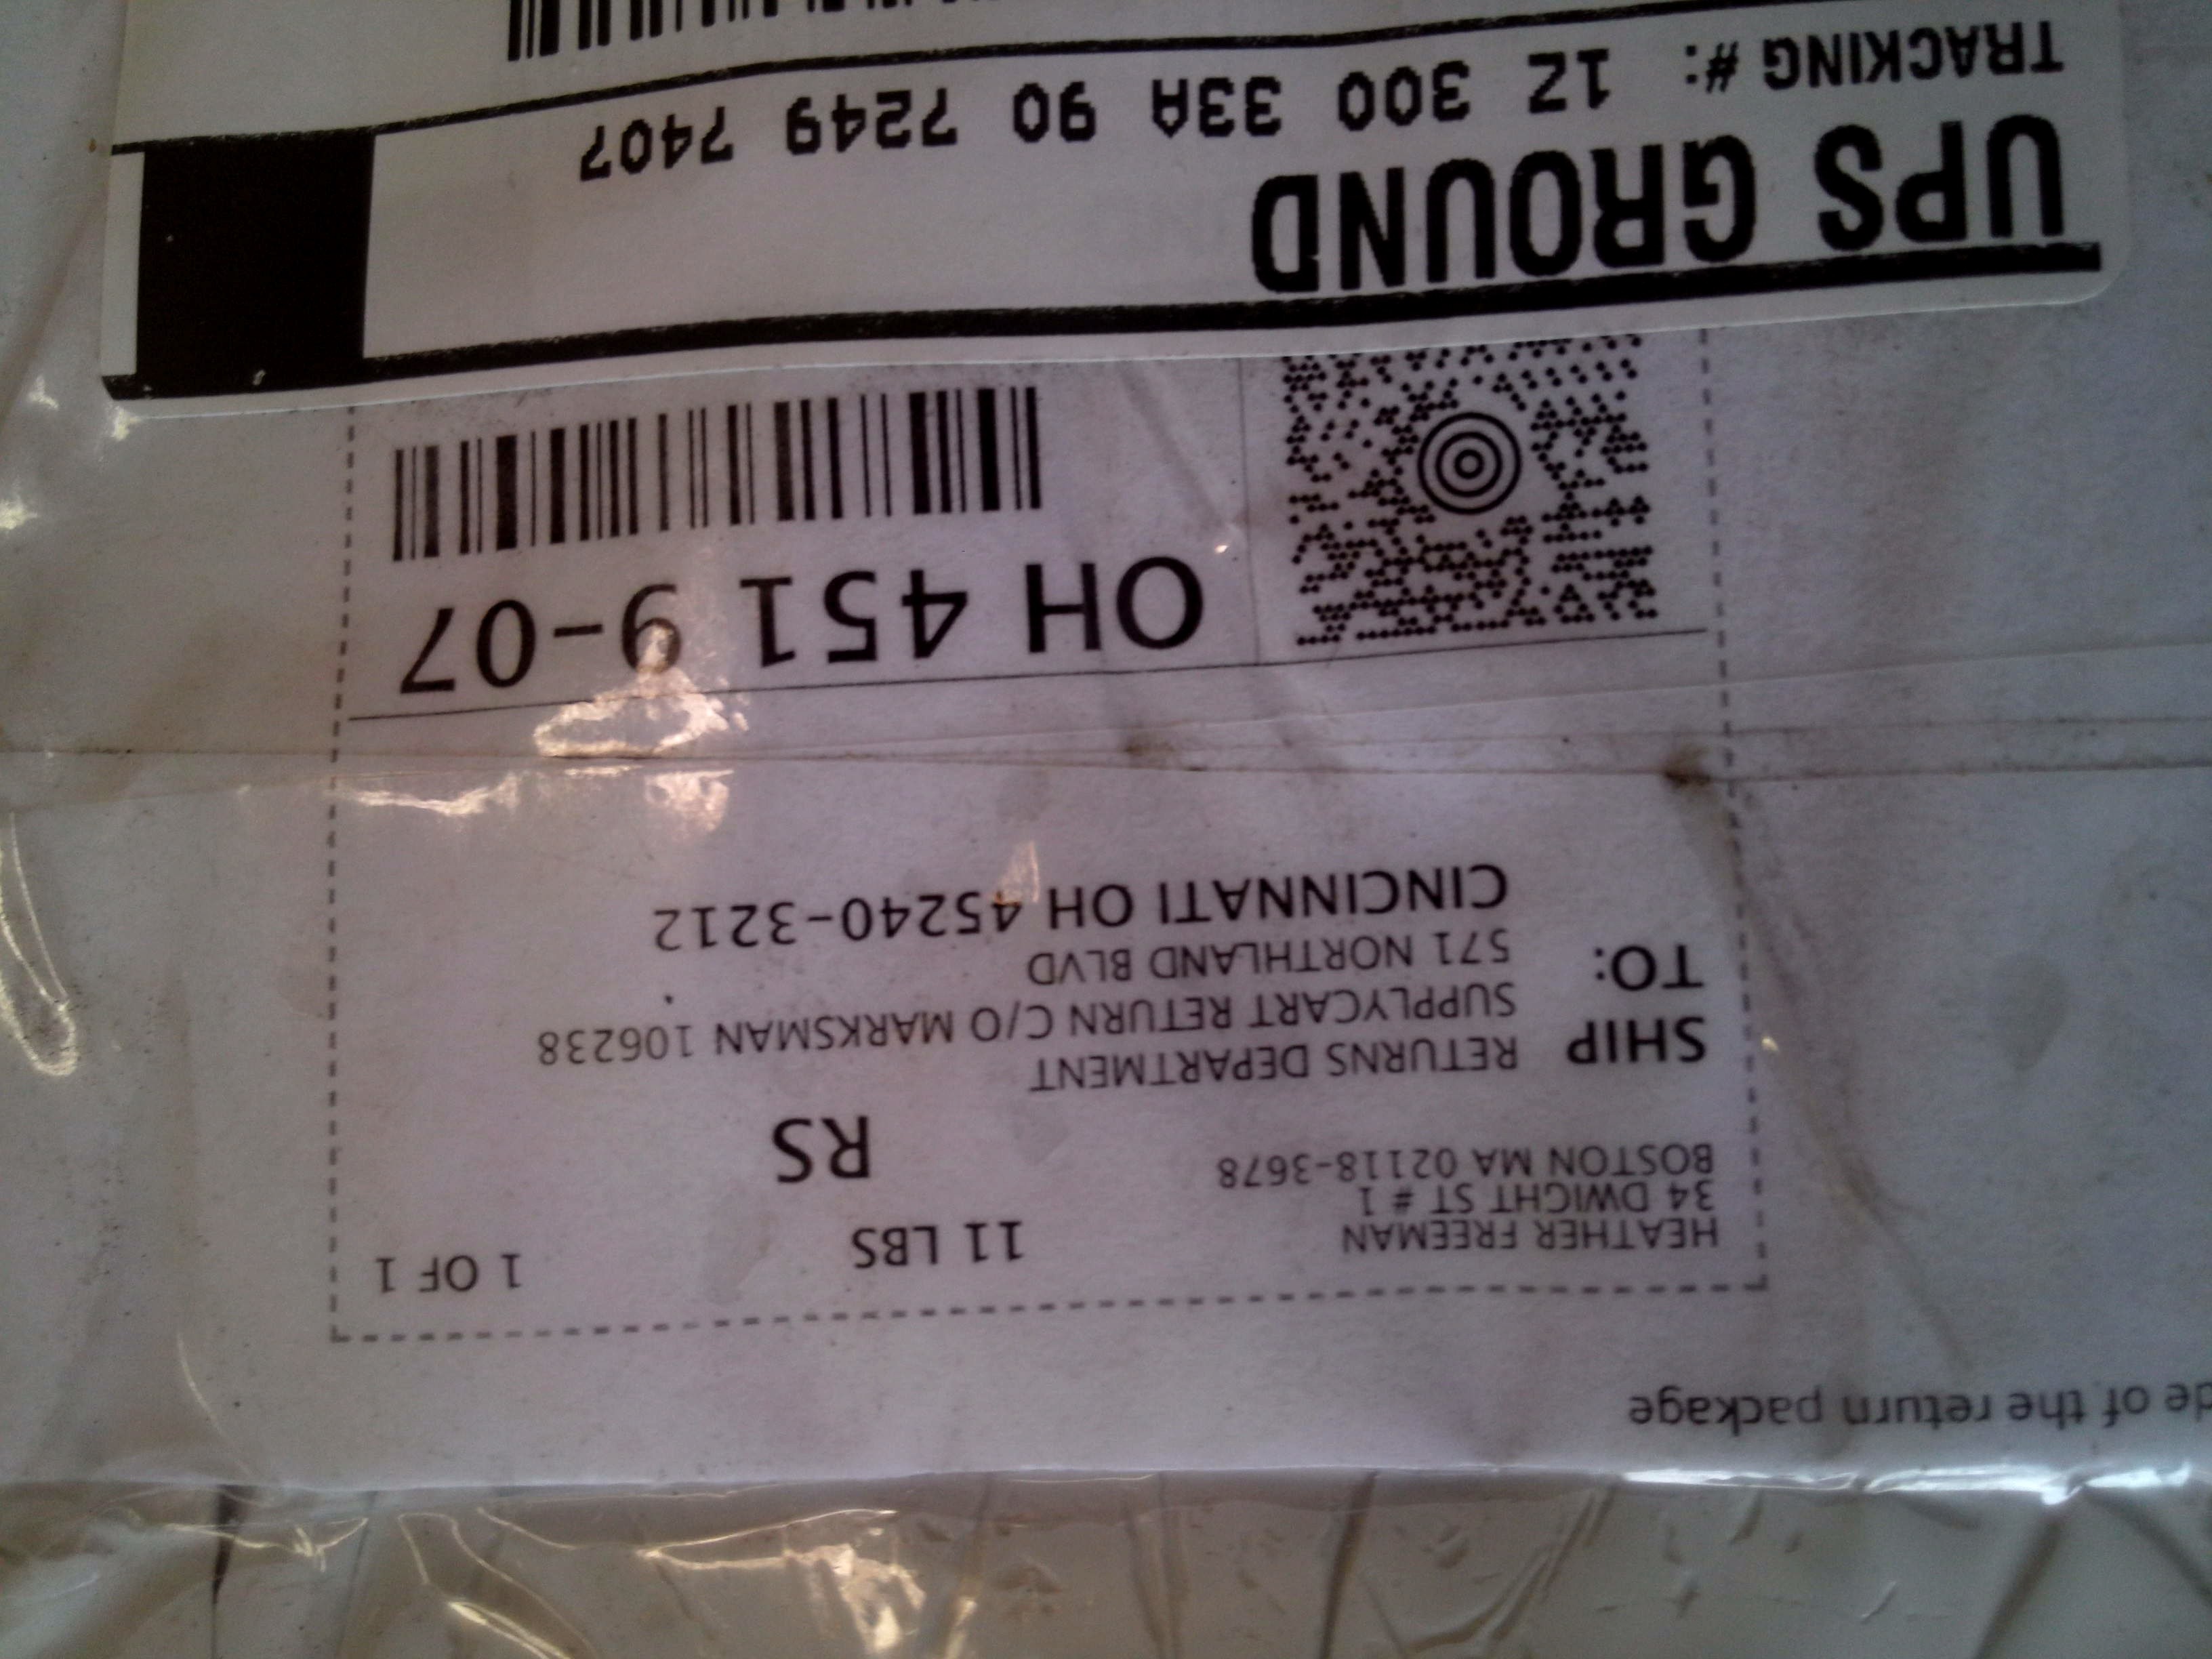 de of the return package
HEATHER FREEMAN
34 DWIGHT ST # 1
BOSTON MA 02118-3678
11 LBS
1 OF 1
RS
SHIP
TO:
RETURNS DEPARTMENT
SUPPLYCART RETURN C/O MARKSMAN 106238
571 NORTHLAND BLVD
CINCINNATI OH 45240-3212
OH 451 9-07
UPS GROUND
TRACKING #: 1Z 300 33A 90 7249 7407